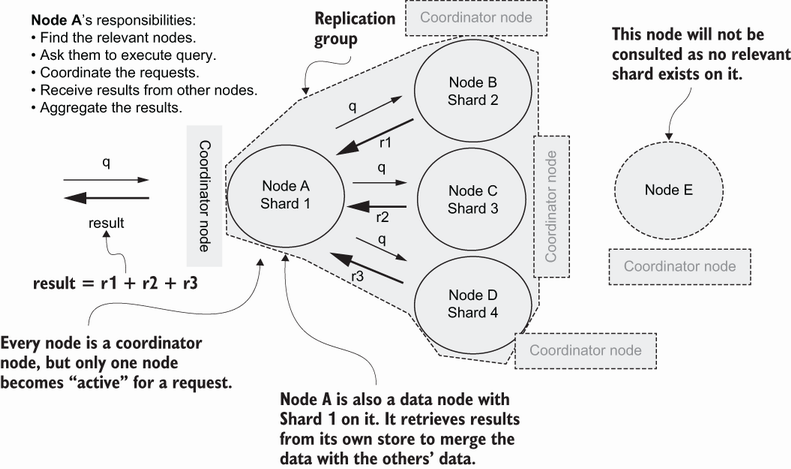 Node A's responsibilities:
• Find the relevant nodes.
• Ask them to execute query.
• Coordinate the requests.
• Receive results from other nodes.
• Aggregate the results.
Replication
group
Coordinator node
This node will not be
consulted as no relevant
shard exists on it.
Node B
Shard 2
q
r1
q
result
Coordinator node
Node A
Shard 1
q
r2
Node C
Shard 3
Coordinator node
Node E
Coordinator node
q
r3
Node D
Shard 4
Coordinator node
result = r1 + r2 + r3
Every node is a coordinator
node, but only one node
becomes “active” for a request.
Node A is also a data node with
Shard 1 on it. It retrieves results
from its own store to merge the
data with the others’ data.